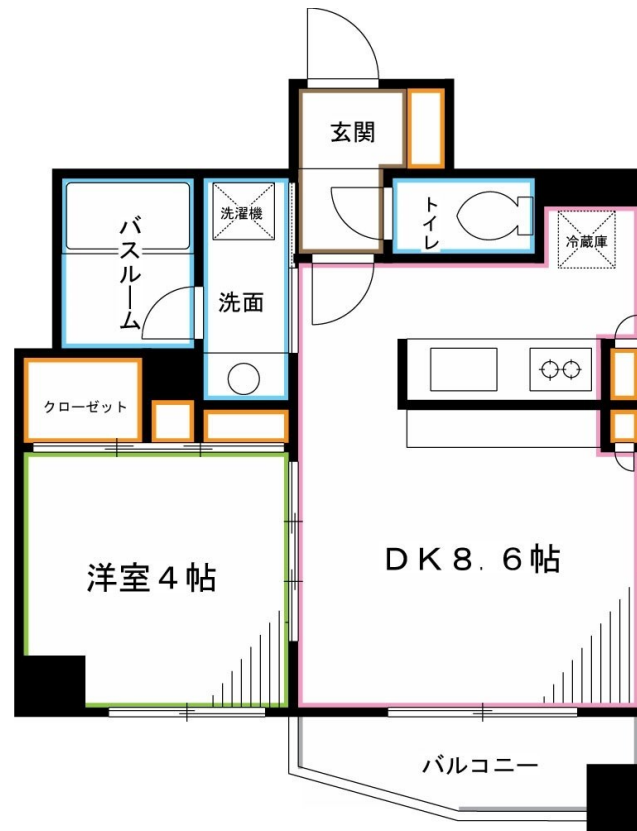 玄関
トイレ
洗濯機
冷蔵庫
バスルーム
洗面
クローゼット
洋室4帖
DK8.6帖
バルコニー